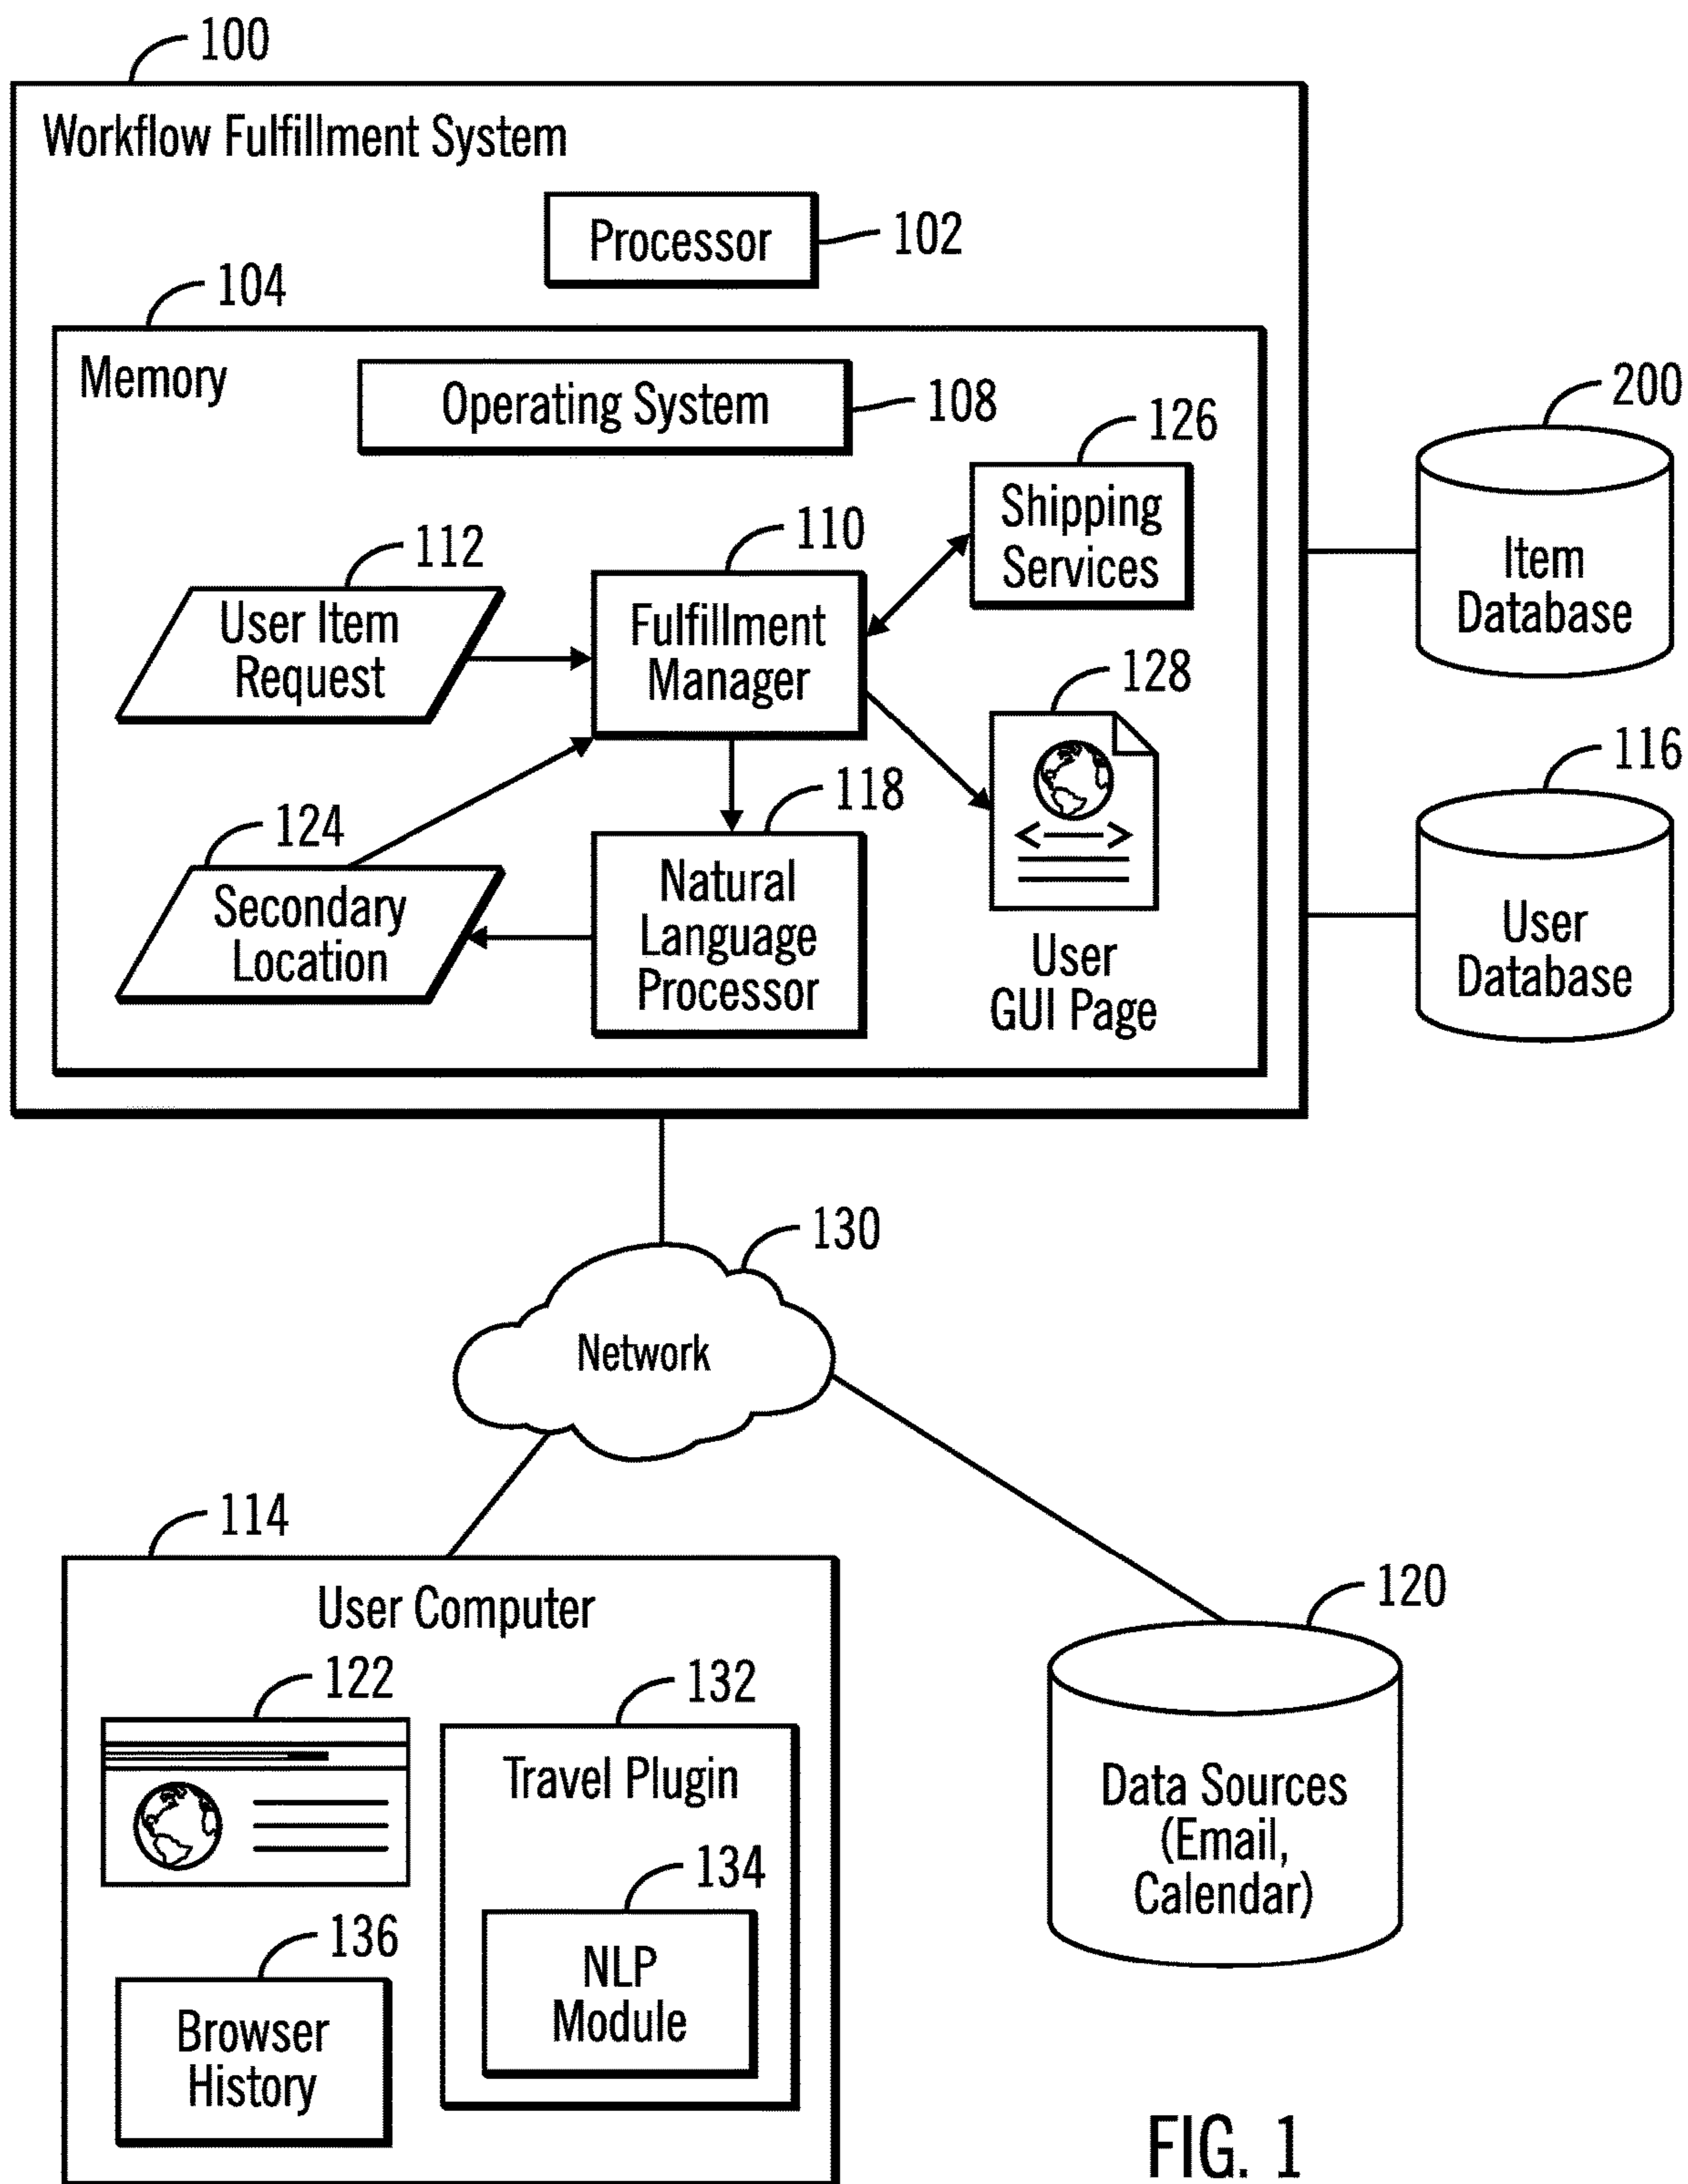 100
Workflow Fulfillment System
Processor
102
104
Memory
Operating System
108
126
Shipping
Services
200
Item
Database
112
User Item
Request
110
Fulfillment
Manager
128
User
GUI Page
116
User
Database
124
Secondary
Location
118
Natural
Language
Processor
130
Network
114
User Computer
122
132
Travel Plugin
134
NLP
Module
136
Browser
History
120
Data Sources
(Email,
Calendar)
FIG. 1